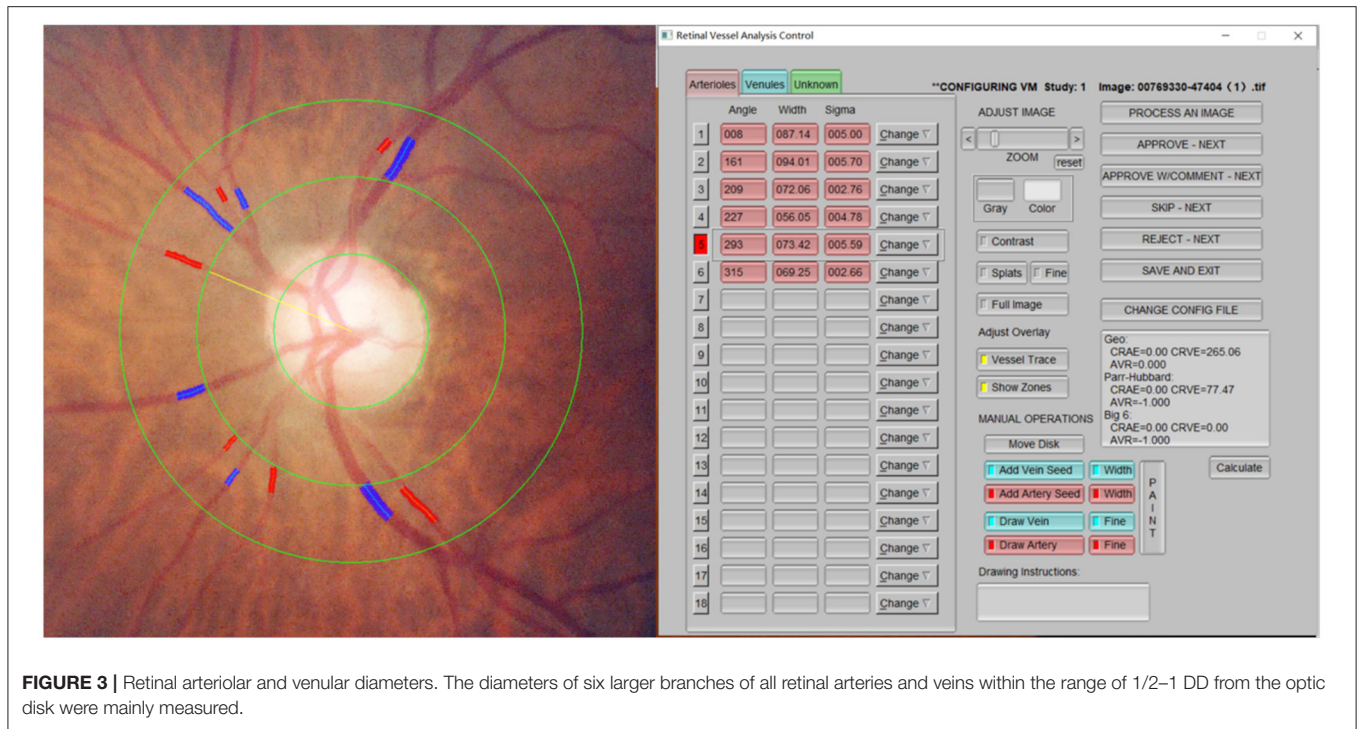 Retinal Vessel Analysis Control
Arterioles Venules Unknown
**CONFIGURING VM Study: 1 Image: 00769330-47404 (1) .tif
Angle Width Sigma
1 008 087.14 005.00 Change
2 161 094.01 005.70 Change
3 209 072.06 002.76 Change
4 227 056.05 004.78 Change
5 293 073.42 005.59 Change
6 315 069.25 002.66 Change
7 Change
8 Change
9 Change
10 Change
11 Change
12 Change
13 Change
14 Change
15 Change
16 Change
17 Change
18 Change
ADJUST IMAGE
< >
ZOOM reset
Gray Color
Contrast
Splats Fine
Full Image
Adjust Overlay
Vessel Trace
Show Zones
MANUAL OPERATIONS
Move Disk
Add Vein Seed Width
Add Artery Seed Width
Draw Vein Fine
Draw Artery Fine
PAINT
Drawing Instructions:
PROCESS AN IMAGE
APPROVE - NEXT
APPROVE W/COMMENT - NEXT
SKIP - NEXT
REJECT - NEXT
SAVE AND EXIT
CHANGE CONFIG FILE
Geo:
CRAE=0.00 CRVE=265.06
AVR=0.000
Parr-Hubbard:
CRAE=0.00 CRVE=77.47
AVR=-1.000
Big 6:
CRAE=0.00 CRVE=0.00
AVR=-1.000
Calculate
FIGURE 3 | Retinal arteriolar and venular diameters. The diameters of six larger branches of all retinal arteries and veins within the range of 1/2–1 DD from the optic
disk were mainly measured.